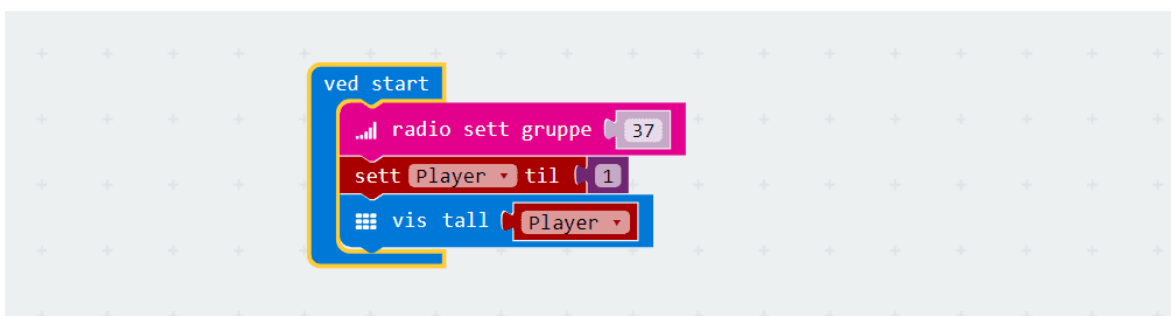 ved start
radio sett gruppe 37
sett Player til 1
vis tall Player